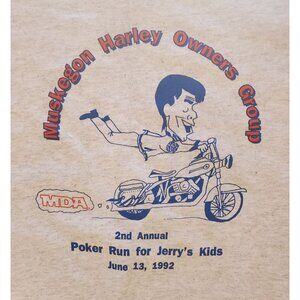 Muskegon Harley Owners Group
MDA
2nd Annual
Poker Run for Jerry's Kids
June 13, 1992